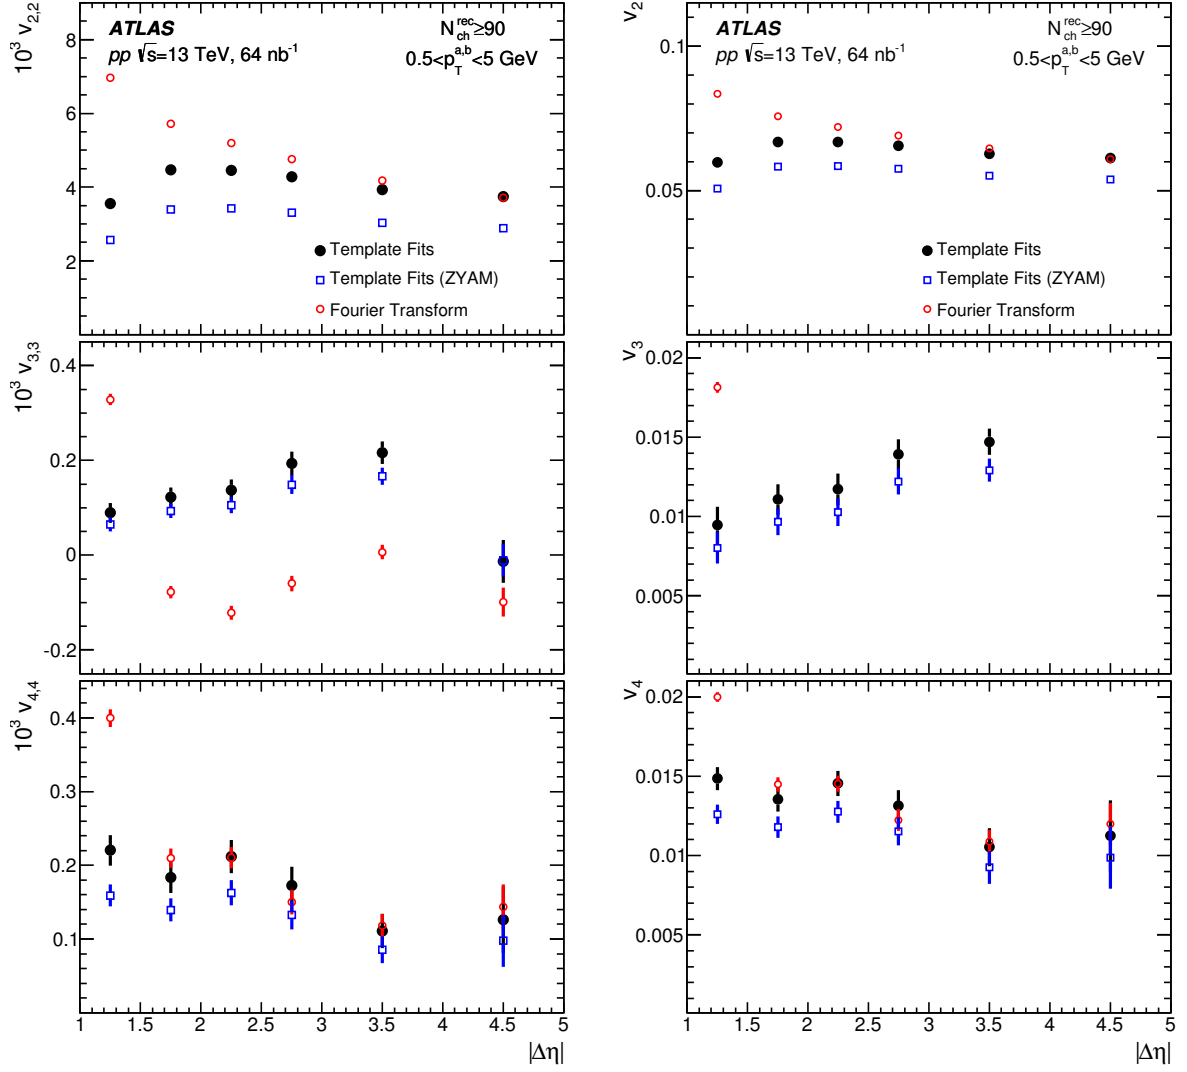 10³ v2,2
ATLAS
pp √s=13 TeV, 64 nb⁻¹
N_ch^rec≥90
0.5<p_T^a,b<5 GeV
8
6
4
2
Template Fits
Template Fits (ZYAM)
Fourier Transform
v2
ATLAS
pp √s=13 TeV, 64 nb⁻¹
N_ch^rec≥90
0.5<p_T^a,b<5 GeV
0.1
0.05
Template Fits
Template Fits (ZYAM)
Fourier Transform
10³ v3,3
0.4
0.2
0
-0.2
v3
0.02
0.015
0.01
0.005
10³ v4,4
0.4
0.3
0.2
0.1
1 1.5 2 2.5 3 3.5 4 4.5 5
|Δη|
v4
0.02
0.015
0.01
0.005
1 1.5 2 2.5 3 3.5 4 4.5 5
|Δη|